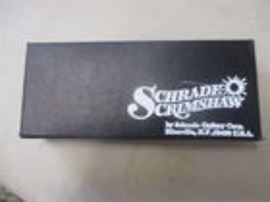 SCHRADE
SCRIMSHAW
by Schrade Cutlery Corp.
Ellenville, N.Y. U.S.A.